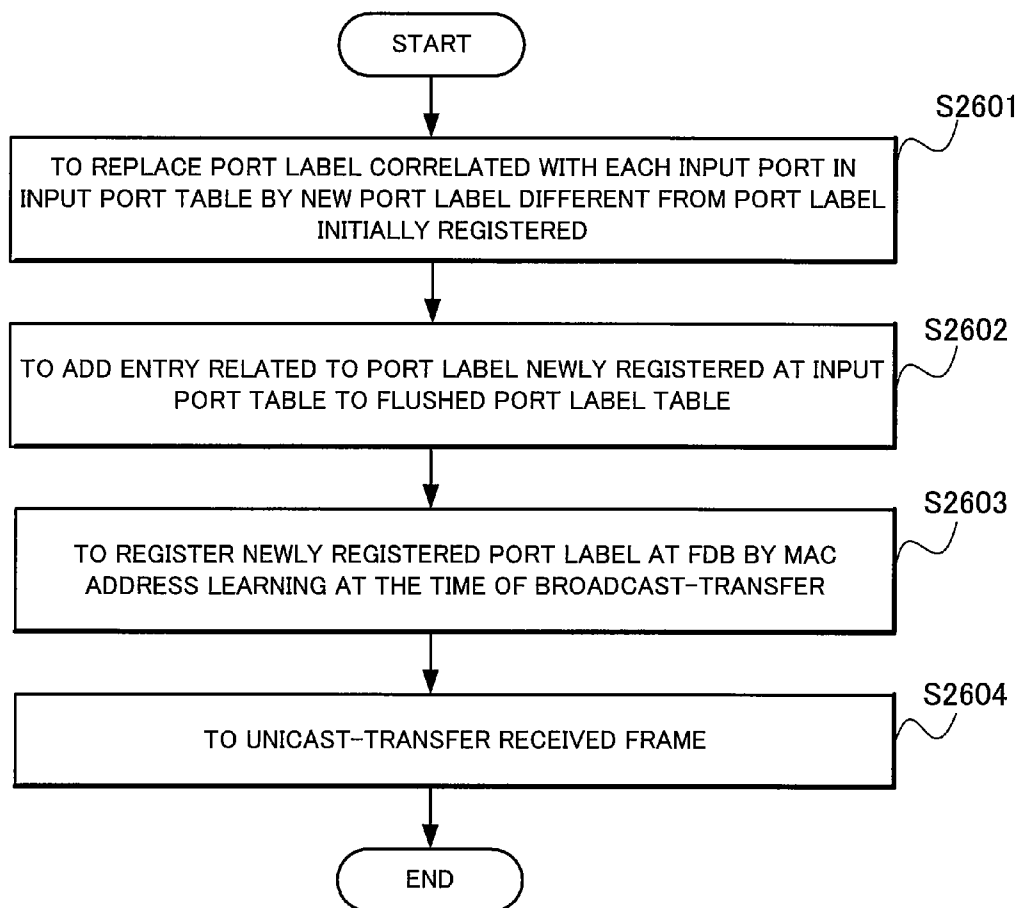 START
S2601
TO REPLACE PORT LABEL CORRELATED WITH EACH INPUT PORT IN
INPUT PORT TABLE BY NEW PORT LABEL DIFFERENT FROM PORT LABEL
INITIALLY REGISTERED
S2602
TO ADD ENTRY RELATED TO PORT LABEL NEWLY REGISTERED AT INPUT
PORT TABLE TO FLUSHED PORT LABEL TABLE
S2603
TO REGISTER NEWLY REGISTERED PORT LABEL AT FDB BY MAC
ADDRESS LEARNING AT THE TIME OF BROADCAST-TRANSFER
S2604
TO UNICAST-TRANSFER RECEIVED FRAME
END